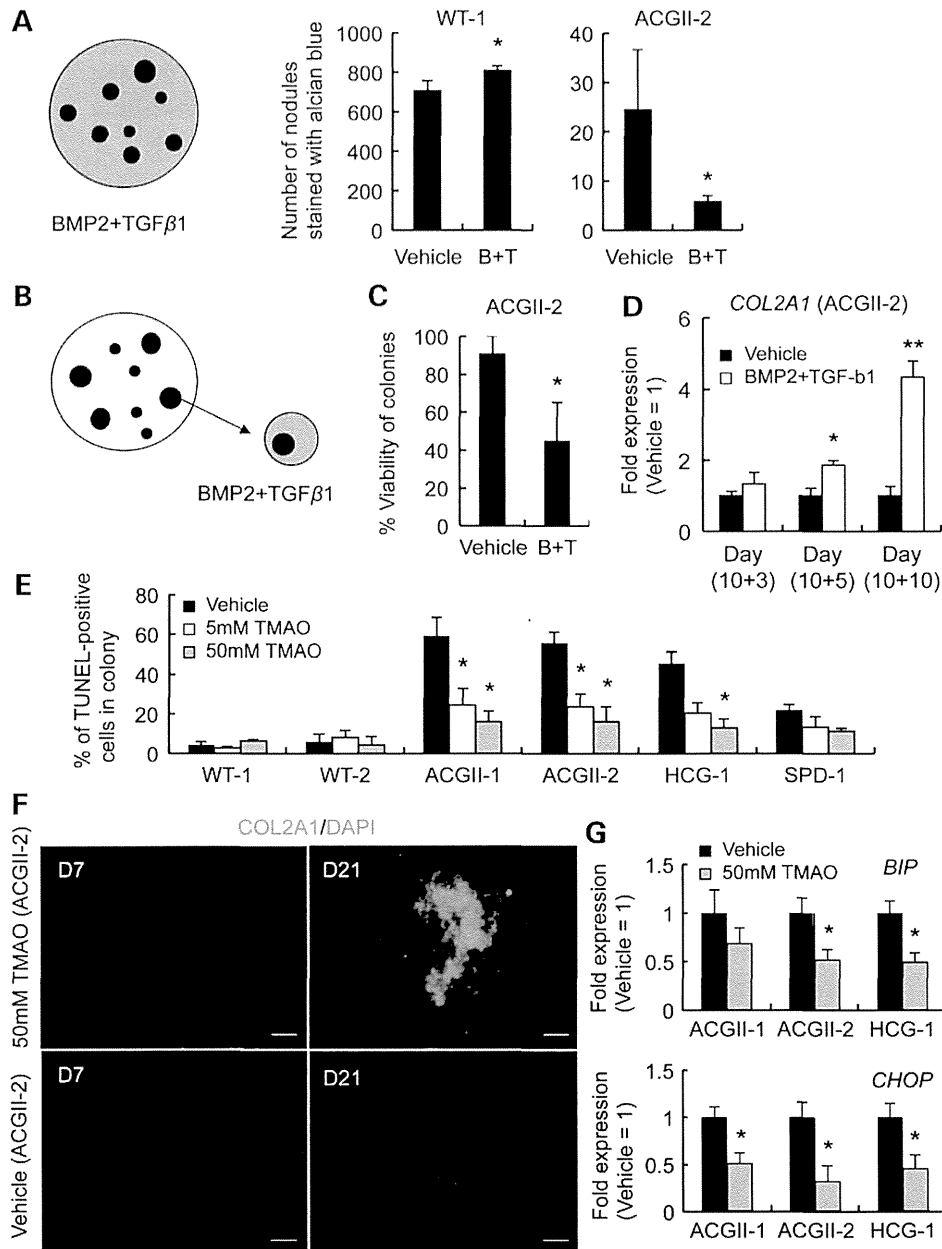 A
BMP2+TGFβ1
Number of nodules
stained with alcian blue
WT-1
1000
800
600
400
200
0
*
Vehicle B+T
ACGII-2
40
30
20
10
0
*
Vehicle B+T
B
BMP2+TGFβ1
C
ACGII-2
% Viability of colonies
100
80
60
40
20
0
*
Vehicle B+T
D
COL2A1 (ACGII-2)
Fold expression
(Vehicle = 1)
6
4
2
0
Vehicle
BMP2+TGF-b1
*
**
Day Day Day
(10+3) (10+5) (10+10)
E
% of TUNEL-positive
cells in colony
80
60
40
20
0
Vehicle
5mM TMAO
50mM TMAO
* * * * *
WT-1 WT-2 ACGII-1 ACGII-2 HCG-1 SPD-1
F
COL2A1/DAPI
50mM TMAO (ACGII-2)
D7 D21
Vehicle (ACGII-2)
D7 D21
G
Vehicle
50mM TMAO
BIP
Fold expression
(Vehicle = 1)
1.5
1
0.5
0
* *
ACGII-1 ACGII-2 HCG-1
CHOP
Fold expression
(Vehicle = 1)
1.5
1
0.5
0
* * *
ACGII-1 ACGII-2 HCG-1